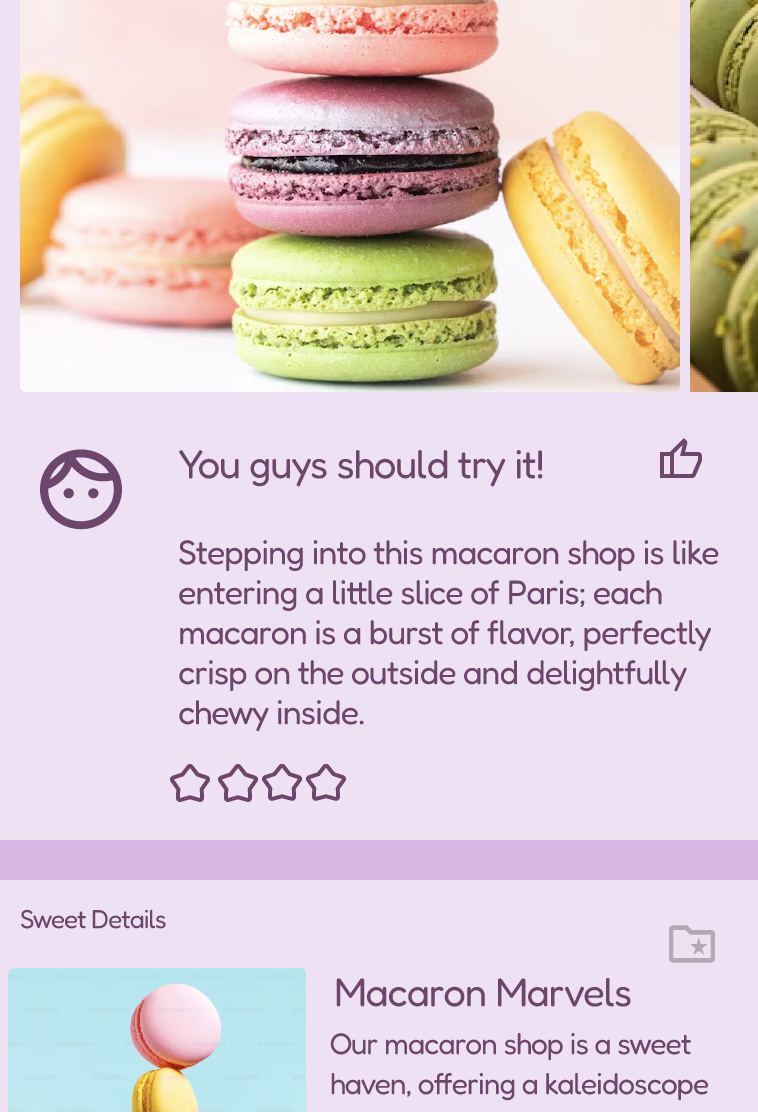 You guys should try it!
Stepping into this macaron shop is like
entering a little slice of Paris; each
macaron is a burst of flavor, perfectly
crisp on the outside and delightfully
chewy inside.
Sweet Details
Macaron Marvels
Our macaron shop is a sweet
haven, offering a kaleidoscope